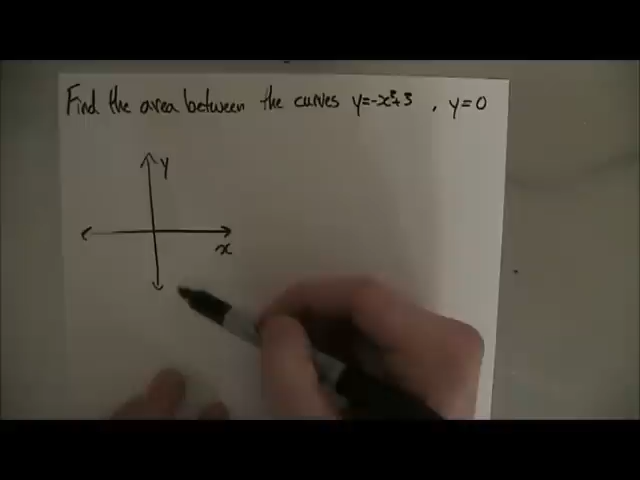 Find the area between the curves y=-x²+3 , y=0
y
x